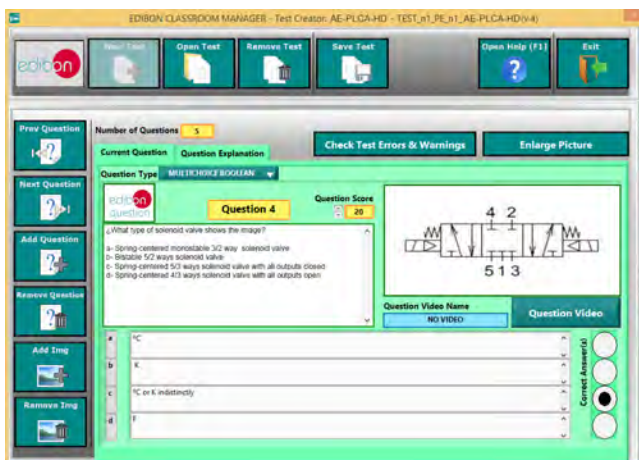 EDIBON CLASSROOM MANAGER - Test Creator: AE-PLCA-HD - TEST_n1_PE_n1_AE-PLCA-HD(v.4)
edibon
New Test
Open Test
Remove Test
Save Test
Open Help (F1)
Exit
Prev Question
Next Question
Add Question
Remove Question
Add Img
Remove Img
Number of Questions 5
Check Test Errors & Warnings
Enlarge Picture
Current Question
Question Explanation
Question Type MULTICHOICE BOOLEAN
edibon
question
Question 4
Question Score
20
¿What type of solenoid valve shows the image?
a- Spring-centered monostable 3/2 way solenoid valve
b- Bistable 5/2 ways solenoid valve
c- Spring-centered 5/3 ways solenoid valve with all outputs closed
d- Spring-centered 4/3 ways solenoid valve with all outputs open
4 2
5 1 3
Question Video Name
NO VIDEO
Question Video
a ºC
b K
c ºC or K indistinctly
d F
Correct Answer(s)